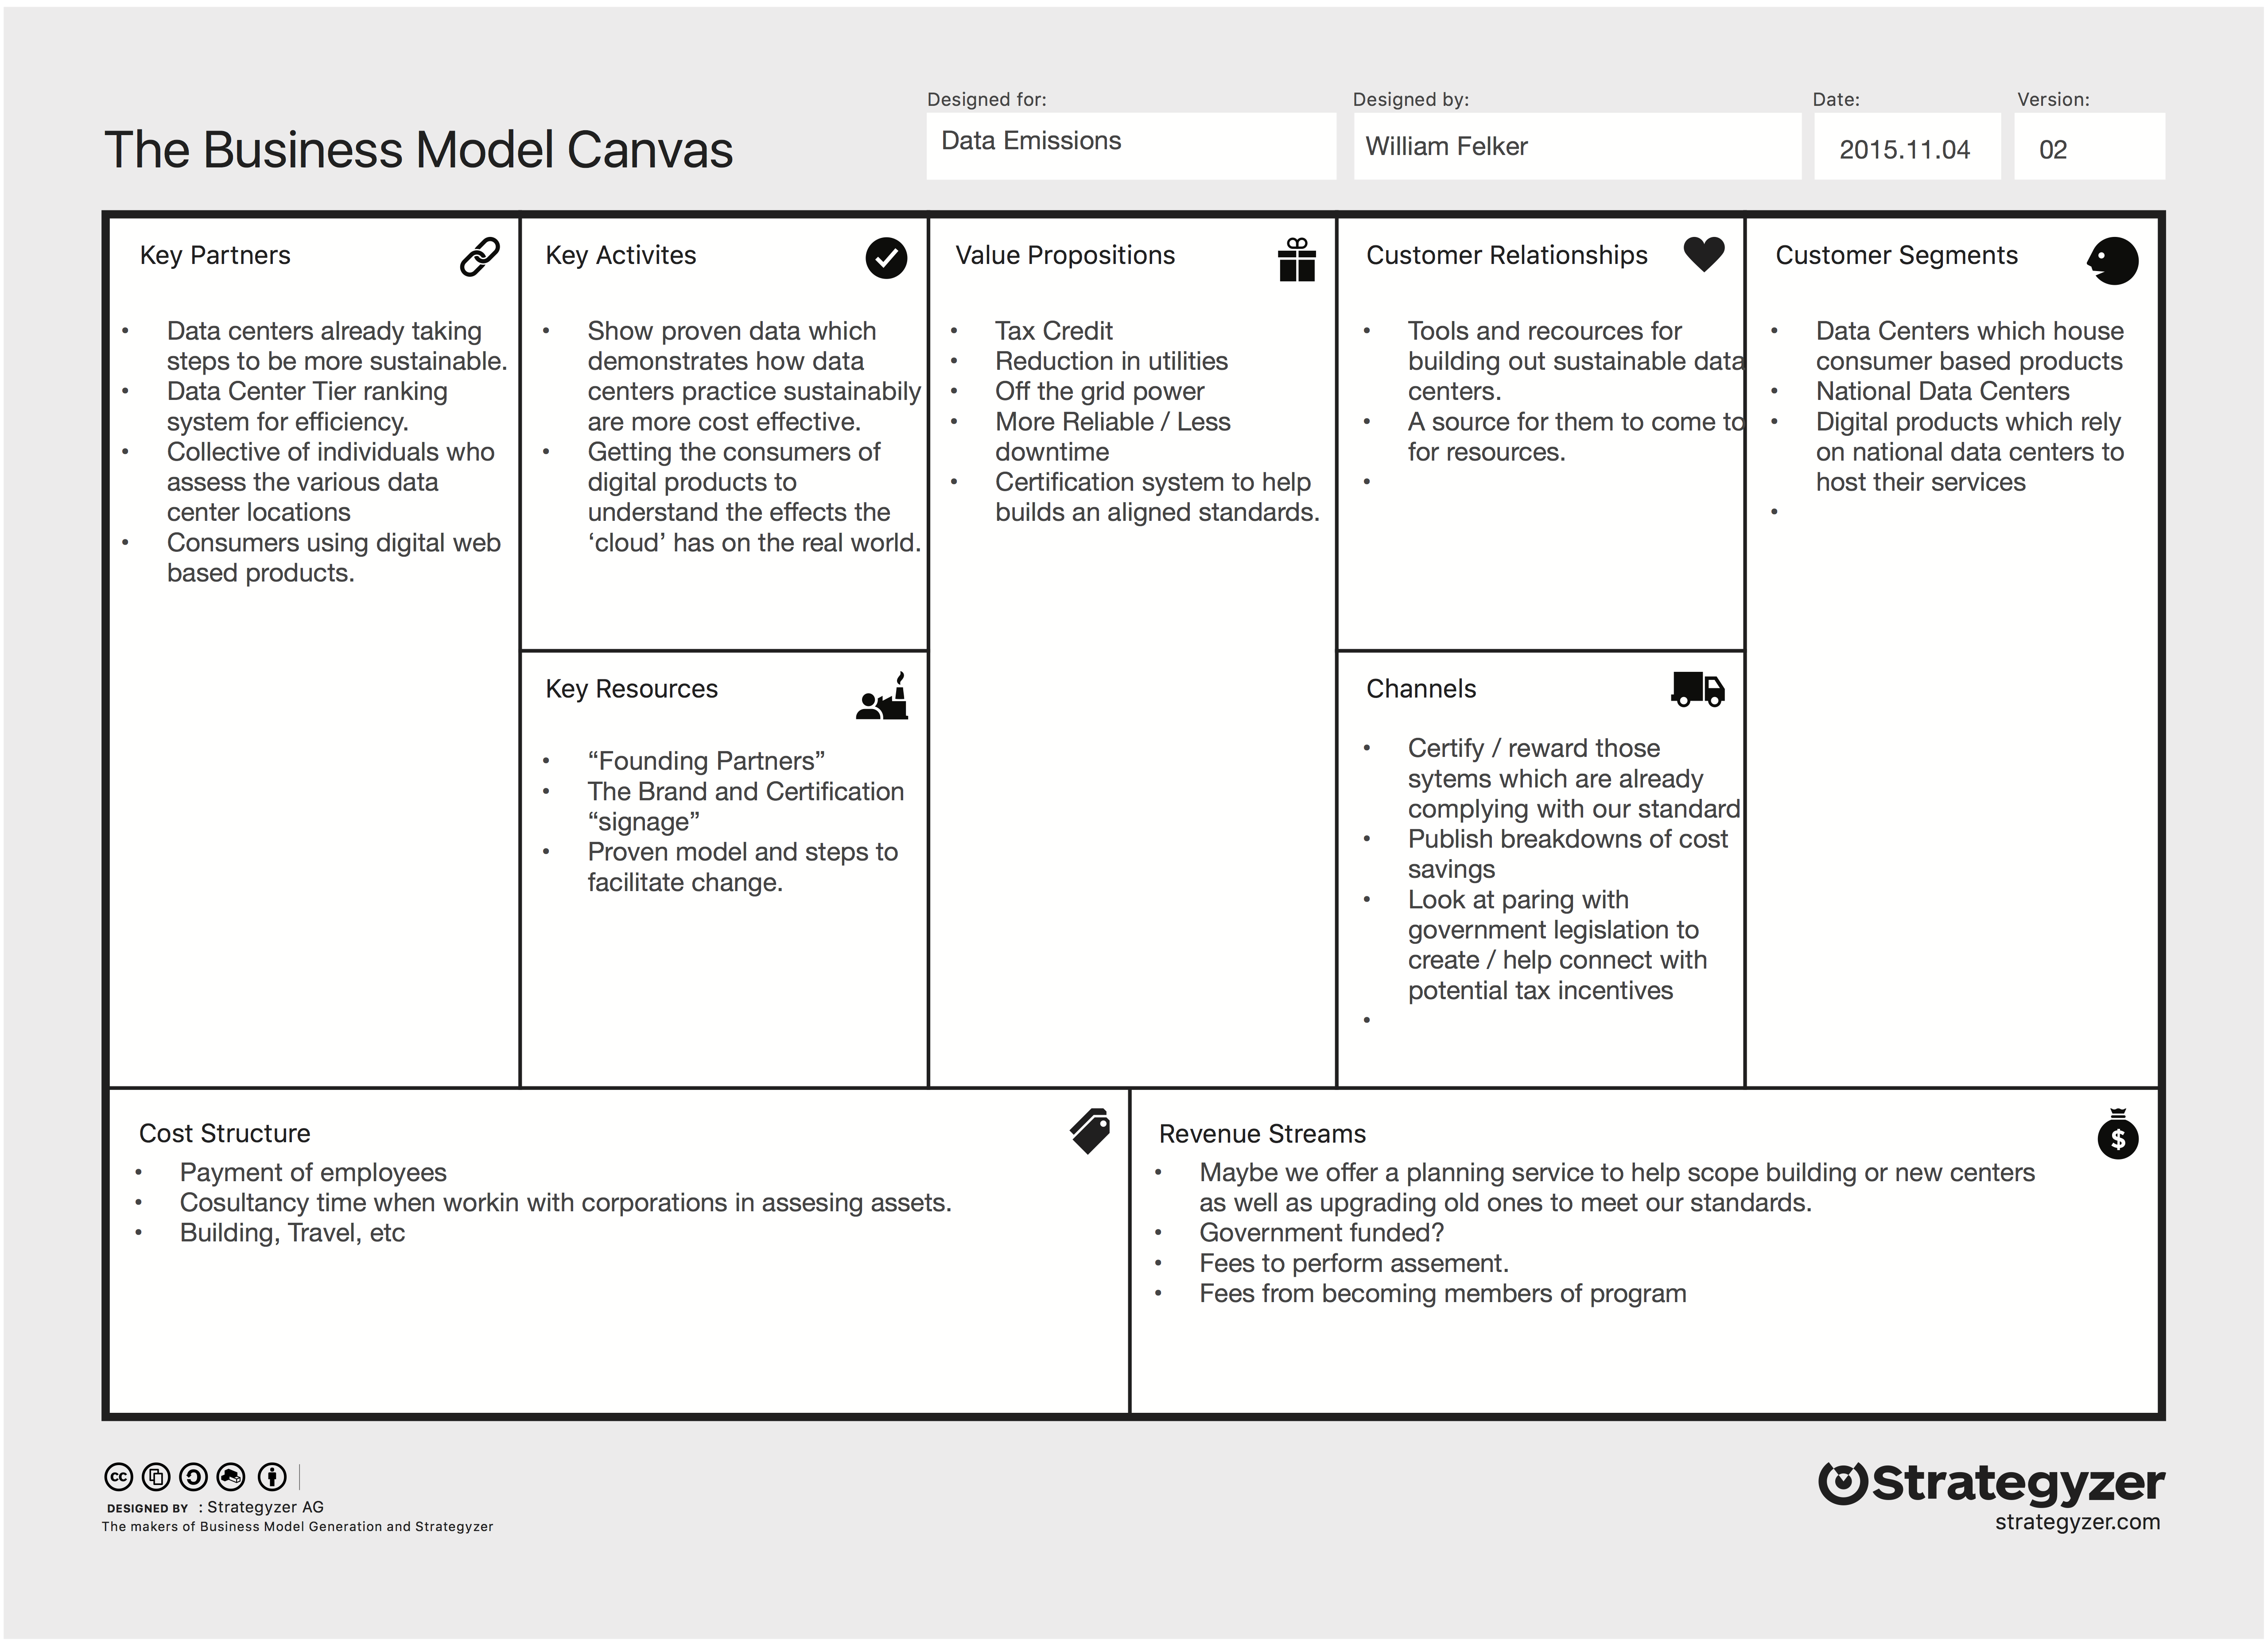 Designed for:
Designed by:
Date:
Version:
The Business Model Canvas
Data Emissions
William Felker
2015.11.04
02
Key Partners
• Data centers already taking
steps to be more sustainable.
• Data Center Tier ranking
system for efficiency.
• Collective of individuals who
assess the various data
center locations
• Consumers using digital web
based products.
Key Activites
• Show proven data which
demonstrates how data
centers practice sustainabily
are more cost effective.
• Getting the consumers of
digital products to
understand the effects the
‘cloud’ has on the real world.
Key Resources
• “Founding Partners”
• The Brand and Certification
“signage”
• Proven model and steps to
facilitate change.
Value Propositions
• Tax Credit
• Reduction in utilities
• Off the grid power
• More Reliable / Less
downtime
• Certification system to help
builds an aligned standards.
Customer Relationships
• Tools and recources for
building out sustainable data
centers.
• A source for them to come to
for resources.
•
Channels
• Certify / reward those
sytems which are already
complying with our standard
• Publish breakdowns of cost
savings
• Look at paring with
government legislation to
create / help connect with
potential tax incentives
•
Customer Segments
• Data Centers which house
consumer based products
• National Data Centers
• Digital products which rely
on national data centers to
host their services
•
Cost Structure
• Payment of employees
• Cosultancy time when workin with corporations in assesing assets.
• Building, Travel, etc
Revenue Streams
$
• Maybe we offer a planning service to help scope building or new centers
as well as upgrading old ones to meet our standards.
• Government funded?
• Fees to perform assement.
• Fees from becoming members of program
cc
DESIGNED BY : Strategyzer AG
The makers of Business Model Generation and Strategyzer
Strategyzer
strategyzer.com